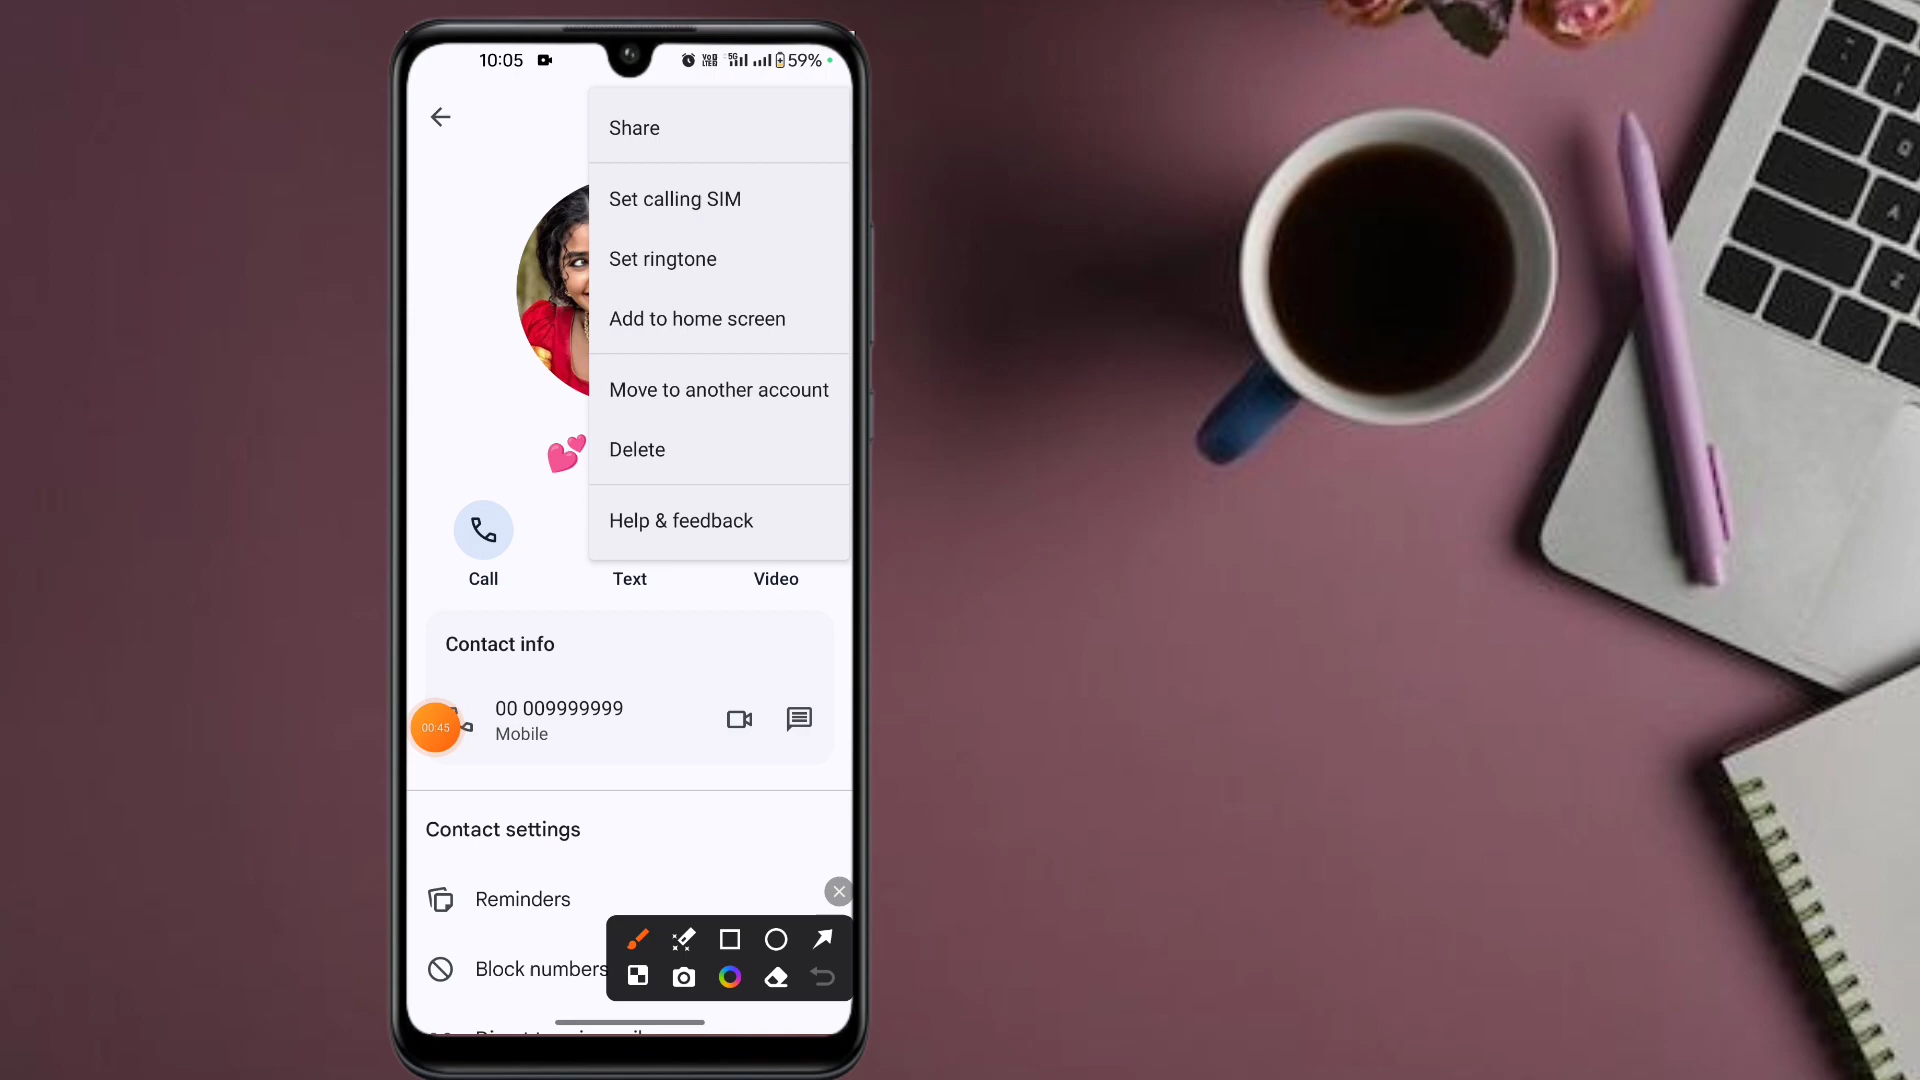 10:05
5G
59%
Share
Set calling SIM
Set ringtone
Add to home screen
Move to another account
Delete
Help & feedback
💕
Call
Text
Video
Contact info
00 009999999
Mobile
00:45
Contact settings
Reminders
Block numbers